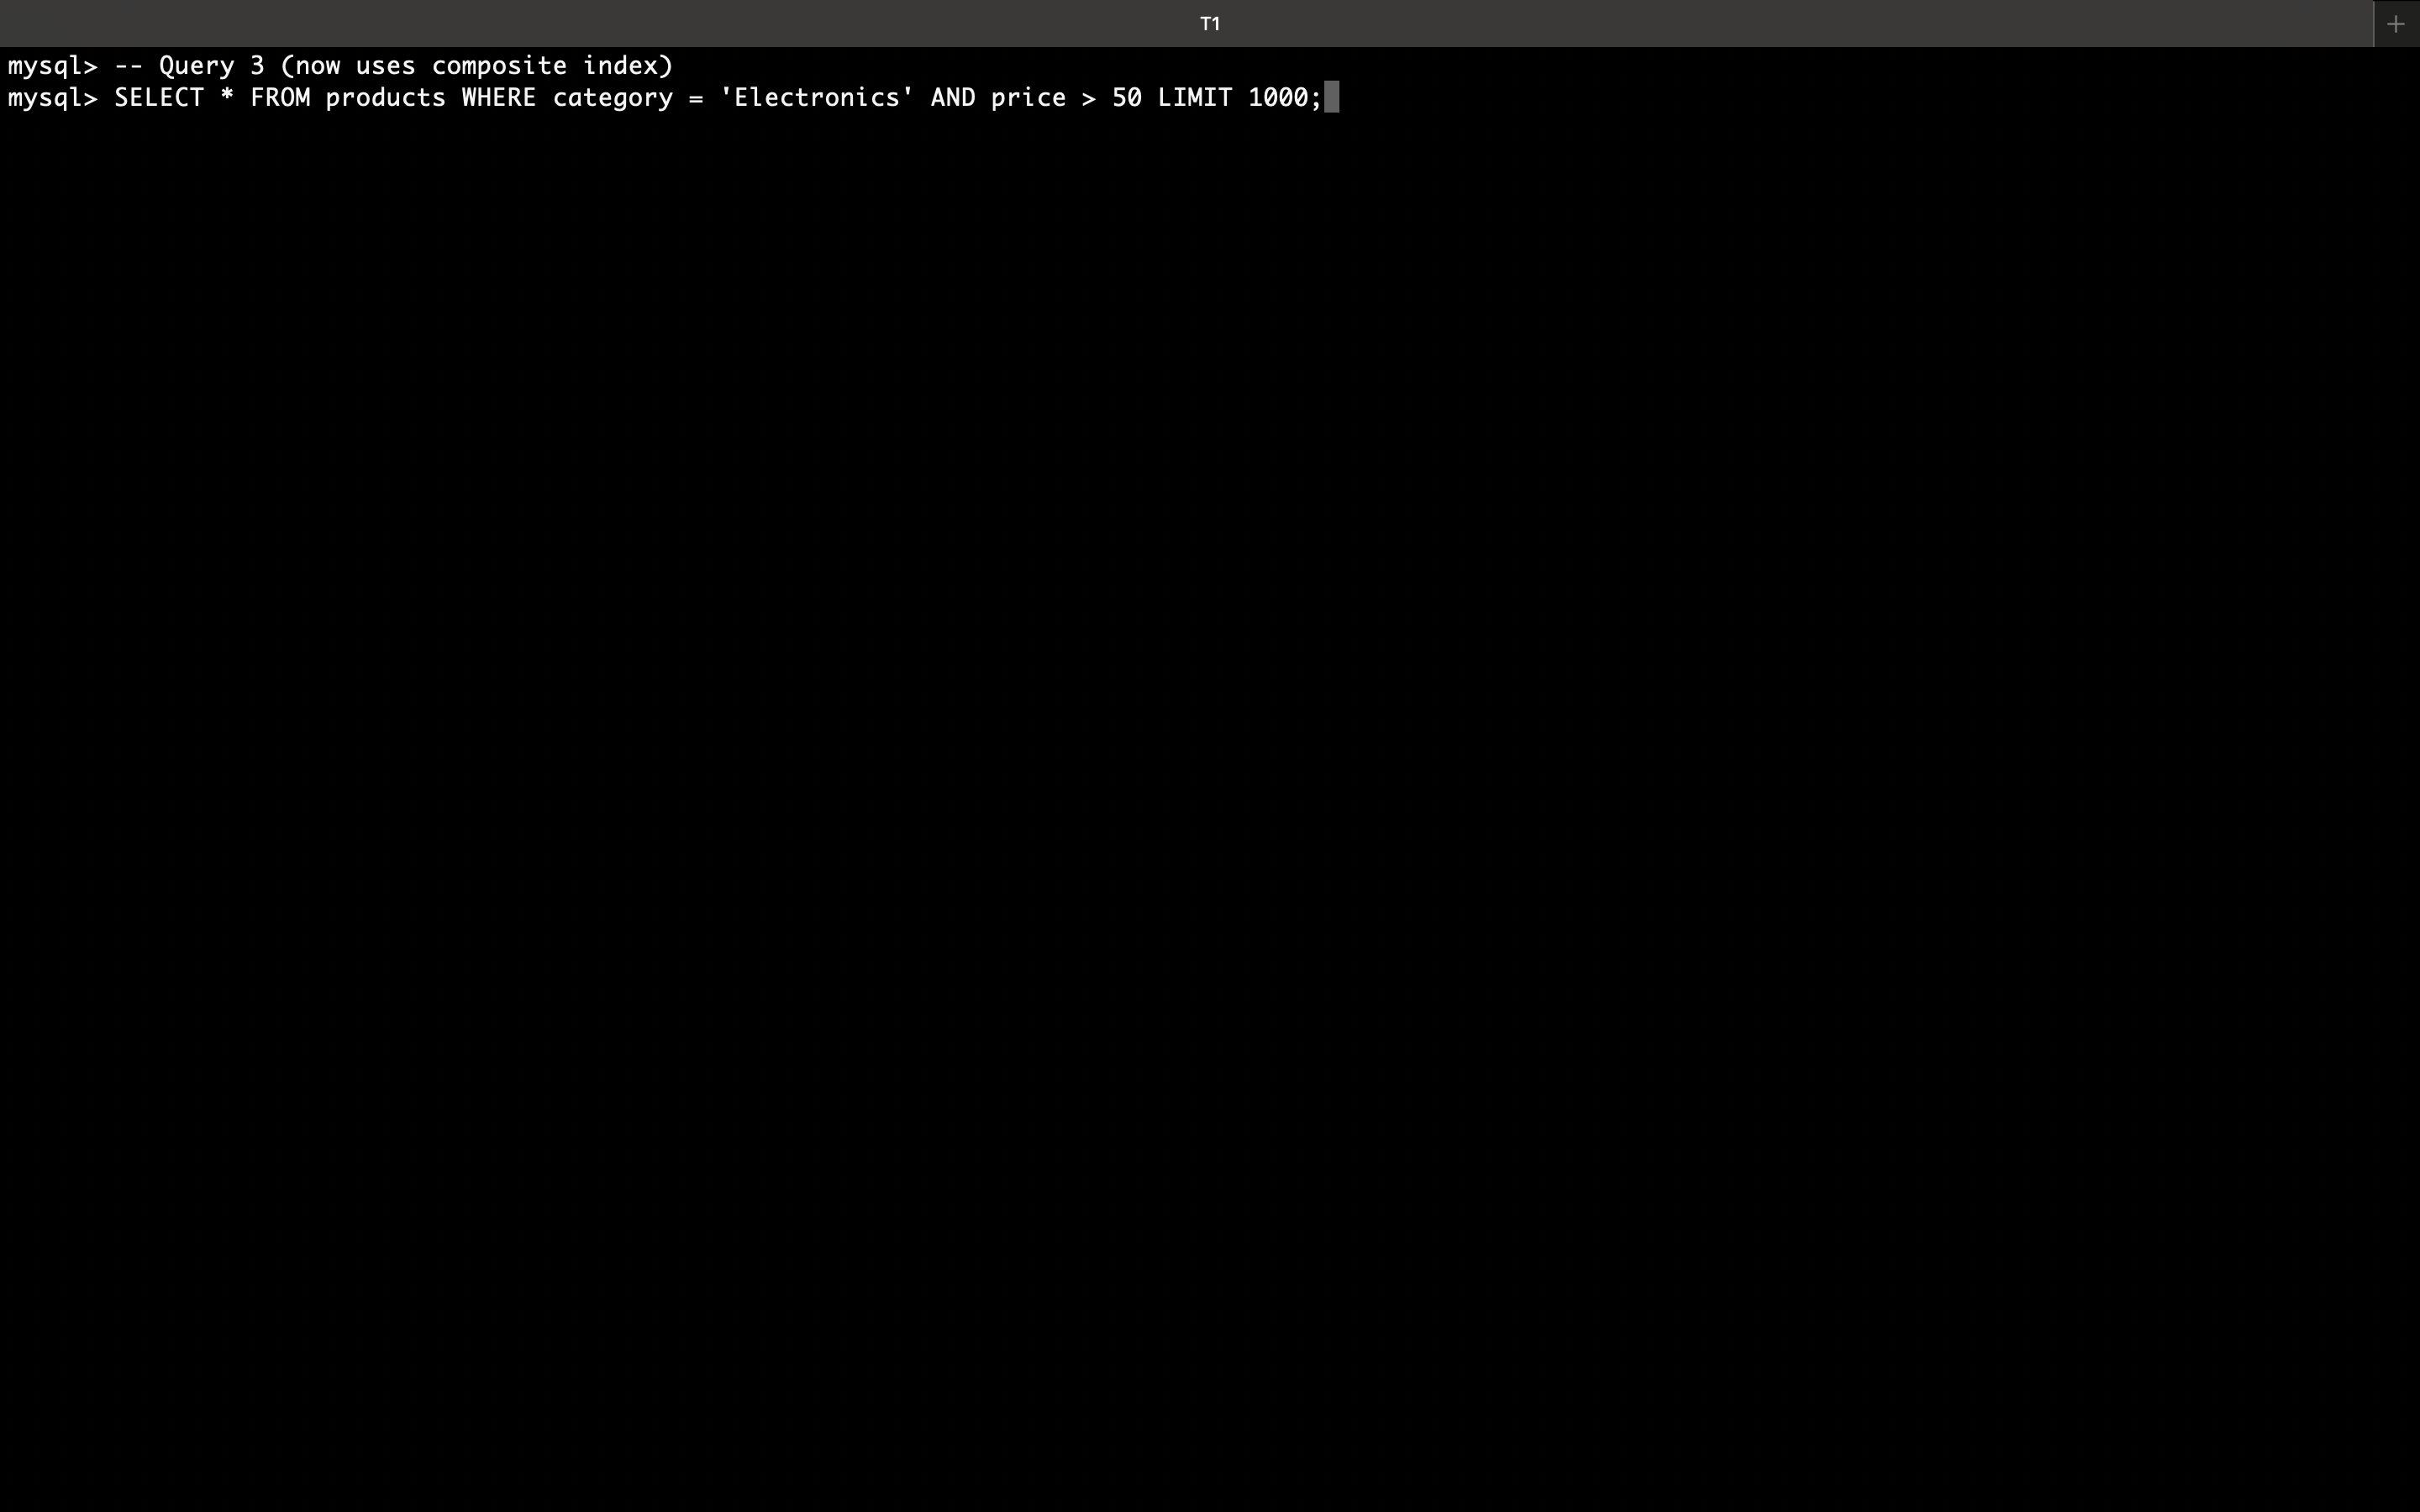 T1
+
mysql> -- Query 3 (now uses composite index)
mysql> SELECT * FROM products WHERE category = 'Electronics' AND price > 50 LIMIT 1000;